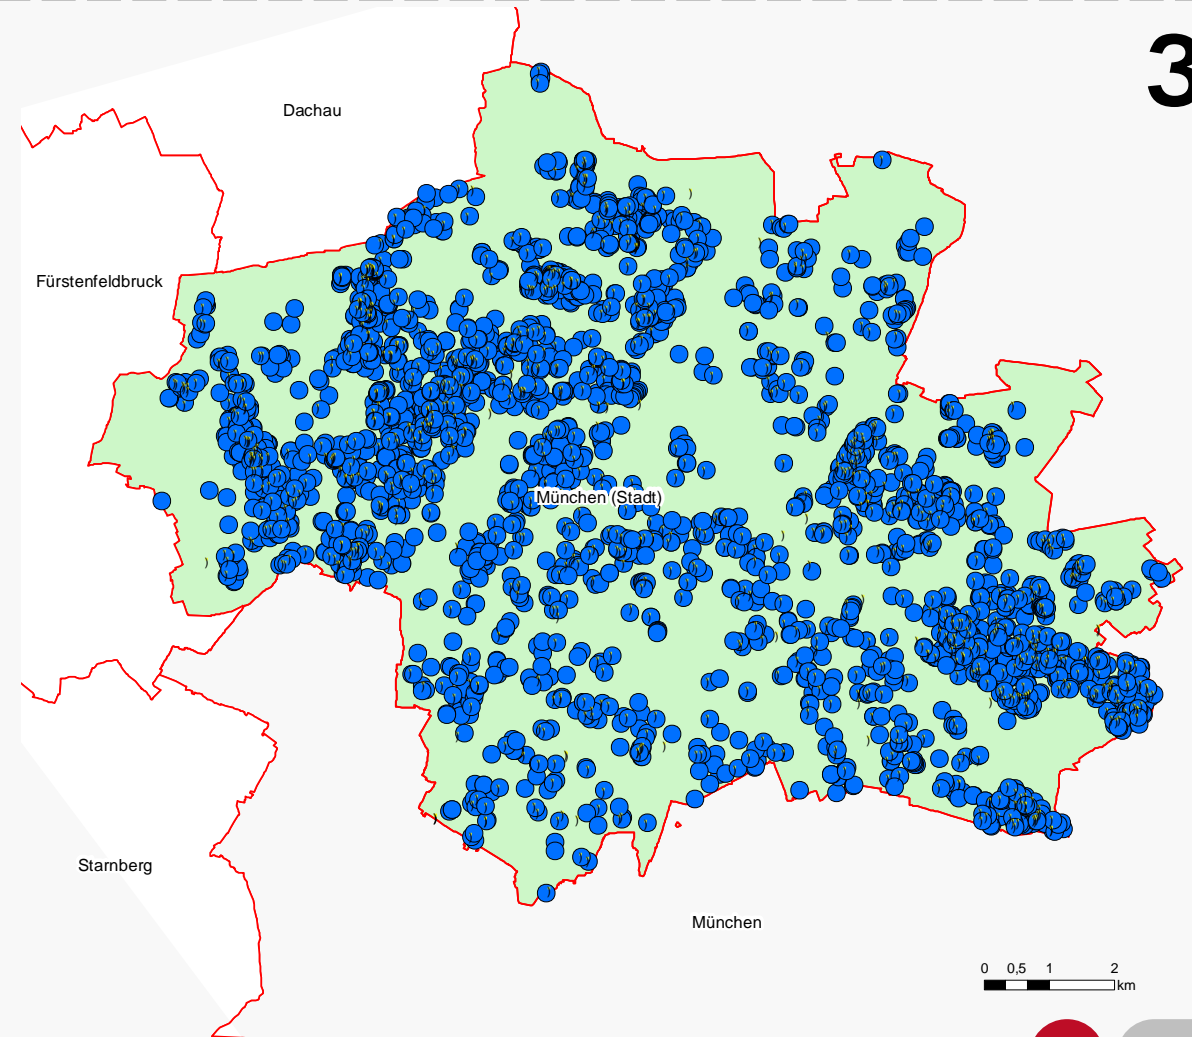 3
Dachau
Fürstenfeldbruck
München (Stadt)
Starnberg
München
0 0,5 1 2
km